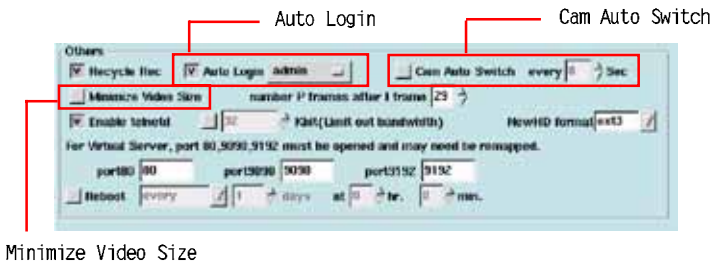 Auto Login
Cam Auto Switch
Others
Recycle Rec Auto Login admin Cam Auto Switch every Sec
Minimize Video Size number P frames after I frame 29
Enable telnetd 32 Kbit(Limit out bandwidth) NewHD format ext3
For Virtual Server, port 80,9090,9192 must be opened and may need be remapped.
port80 80 port9090 9090 port9192 9192
Reboot every 1 days at 0 hr. 0 min.
Minimize Video Size